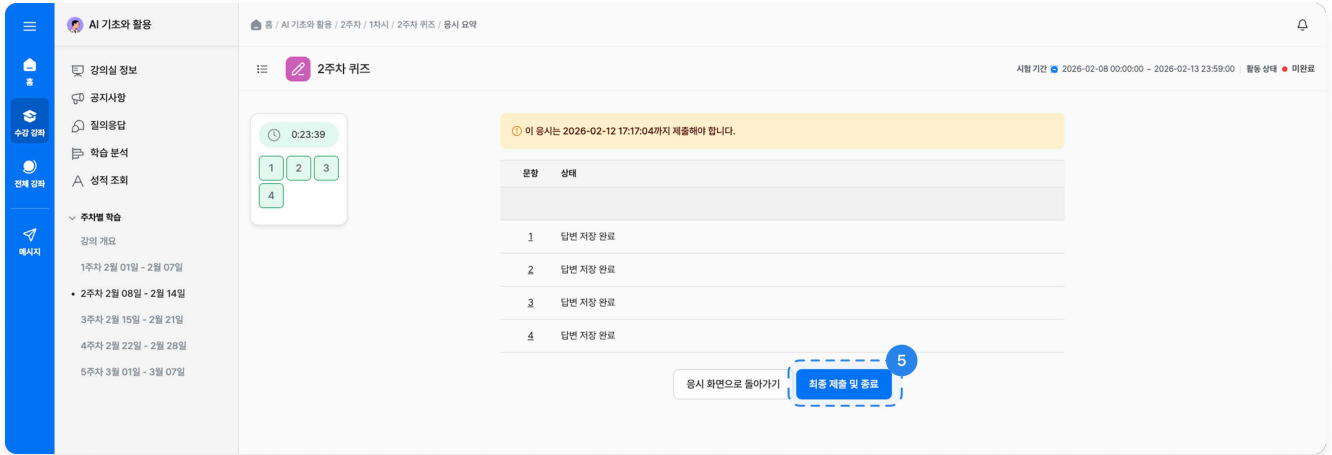 홈
수강 강좌
전체 강좌
메시지
AI 기초와 활용
강의실 정보
공지사항
질의응답
학습 분석
성적 조회
주차별 학습
강의 개요
1주차 2월 01일 - 2월 07일
2주차 2월 08일 - 2월 14일
3주차 2월 15일 - 2월 21일
4주차 2월 22일 - 2월 28일
5주차 3월 01일 - 3월 07일
홈 / AI 기초와 활용 / 2주차 / 1차시 / 2주차 퀴즈 / 응시 요약
2주차 퀴즈
시험 기간 2026-02-08 00:00:00 ~ 2026-02-13 23:59:00 활동 상태 미완료
0:23:39
1 2 3
4
이 응시는 2026-02-12 17:17:04까지 제출해야 합니다.
문항 상태
1 답변 저장 완료
2 답변 저장 완료
3 답변 저장 완료
4 답변 저장 완료
5
응시 화면으로 돌아가기 최종 제출 및 종료